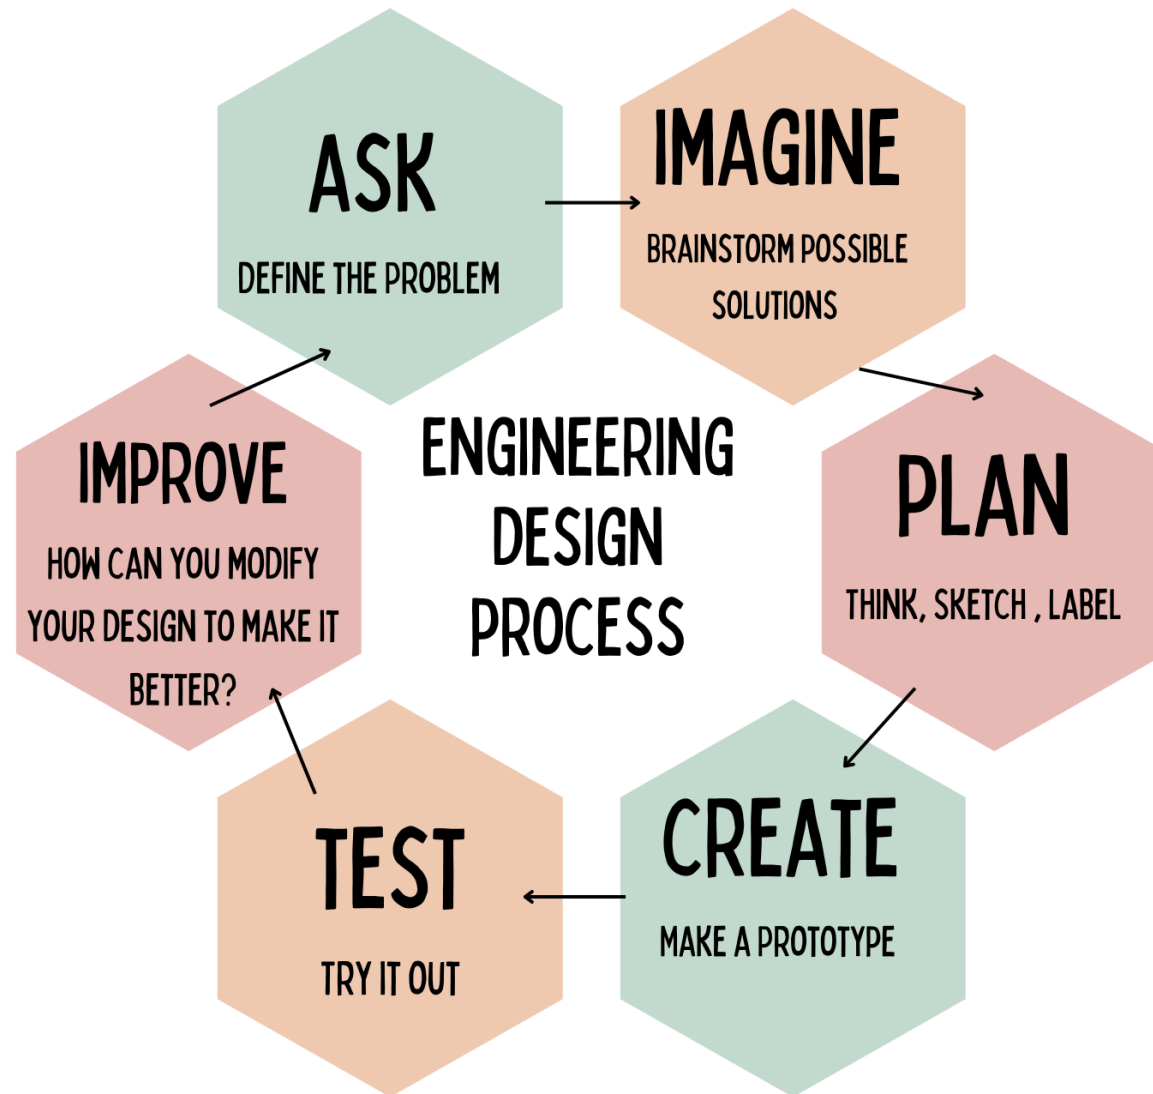 ASK
DEFINE THE PROBLEM
IMAGINE
BRAINSTORM POSSIBLE
SOLUTIONS
PLAN
THINK, SKETCH , LABEL
CREATE
MAKE A PROTOTYPE
TEST
TRY IT OUT
IMPROVE
HOW CAN YOU MODIFY
YOUR DESIGN TO MAKE IT
BETTER?
ENGINEERING
DESIGN
PROCESS